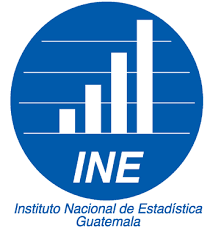 INE
Instituto Nacional de Estadística
Guatemala